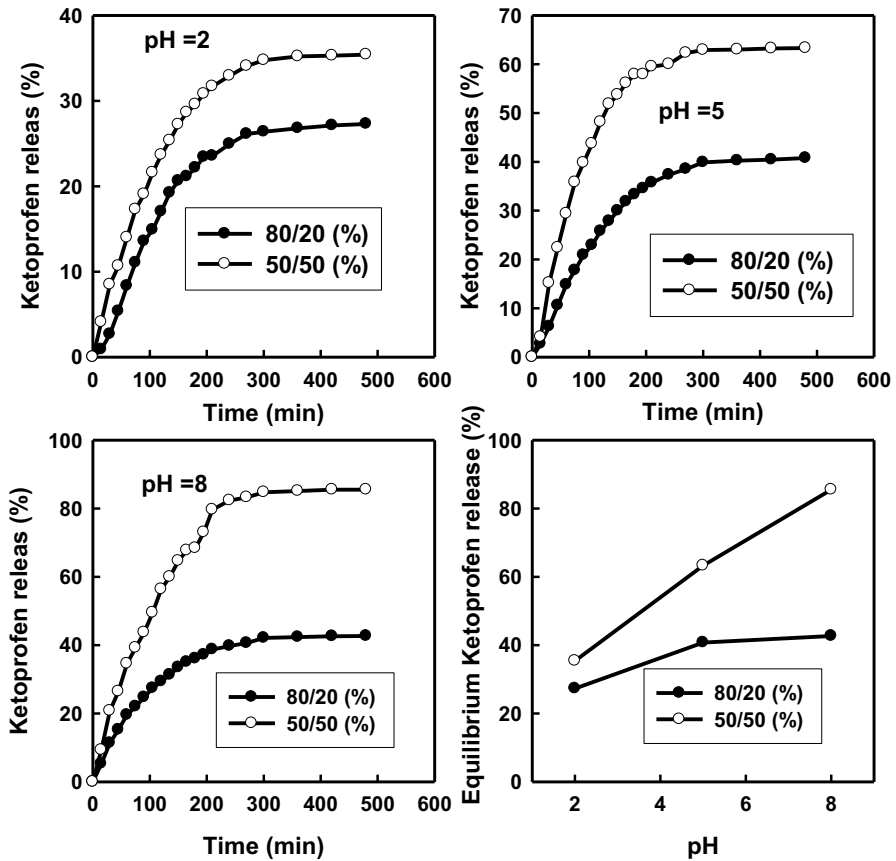 40
30
20
10
0
Ketoprofen releas (%)
pH =2
80/20 (%)
50/50 (%)
0 100 200 300 400 500 600
Time (min)
70
60
50
40
30
20
10
0
Ketoprofen releas (%)
pH =5
80/20 (%)
50/50 (%)
0 100 200 300 400 500 600
Time (min)
100
80
60
40
20
0
Ketoprofen releas (%)
pH =8
80/20 (%)
50/50 (%)
0 100 200 300 400 500 600
Time (min)
100
80
60
40
20
0
Equilibrium Ketoprofen release (%)
80/20 (%)
50/50 (%)
2 4 6 8
pH